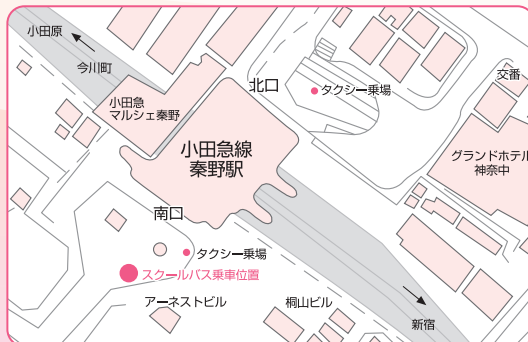 小田原
今川町
小田急
マルシェ秦野
北口
タクシー乗場
交番
小田急線
秦野駅
グランドホテル
神奈中
南口
タクシー乗場
スクールバス乗車位置
アーネストビル
桐山ビル
新宿